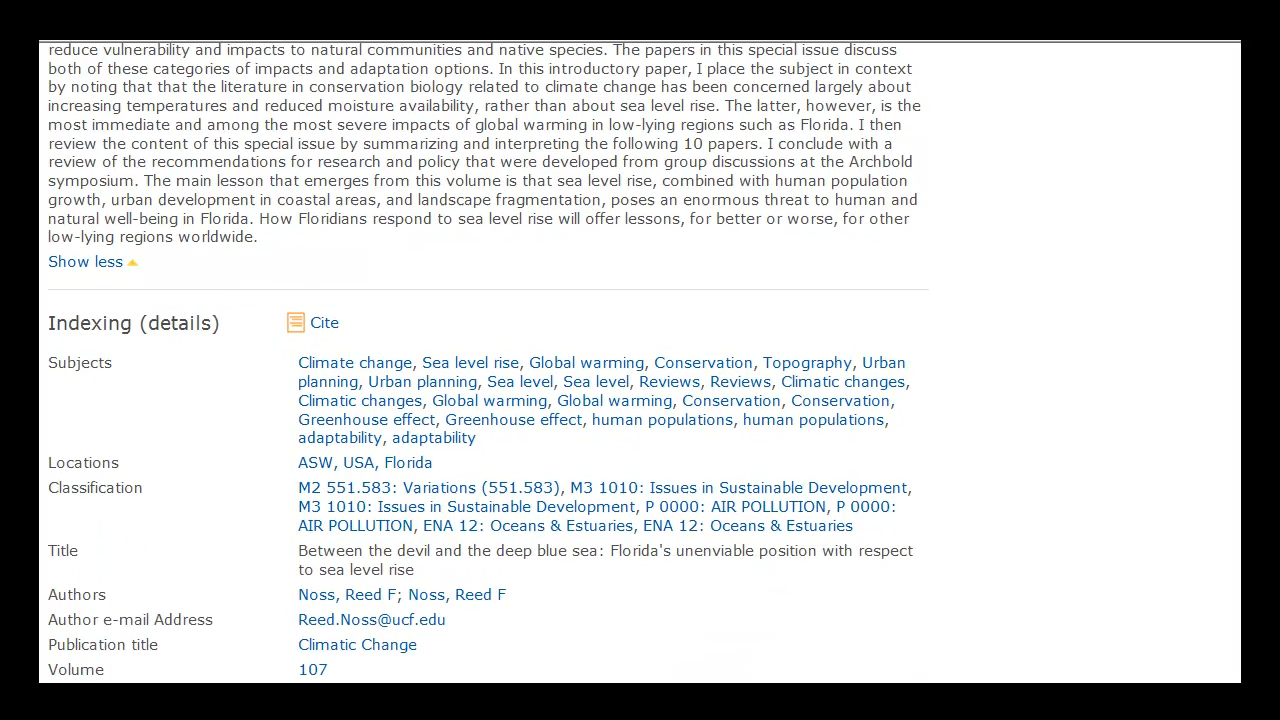 reduce vulnerability and impacts to natural communities and native species. The papers in this special issue discuss
both of these categories of impacts and adaptation options. In this introductory paper, I place the subject in context
by noting that that the literature in conservation biology related to climate change has been concerned largely about
increasing temperatures and reduced moisture availability, rather than about sea level rise. The latter, however, is the
most immediate and among the most severe impacts of global warming in low-lying regions such as Florida. I then
review the content of this special issue by summarizing and interpreting the following 10 papers. I conclude with a
review of the recommendations for research and policy that were developed from group discussions at the Archbold
symposium. The main lesson that emerges from this volume is that sea level rise, combined with human population
growth, urban development in coastal areas, and landscape fragmentation, poses an enormous threat to human and
natural well-being in Florida. How Floridians respond to sea level rise will offer lessons, for better or worse, for other
low-lying regions worldwide.
Show less
Indexing (details) Cite
Subjects Climate change, Sea level rise, Global warming, Conservation, Topography, Urban
planning, Urban planning, Sea level, Sea level, Reviews, Reviews, Climatic changes,
Climatic changes, Global warming, Global warming, Conservation, Conservation,
Greenhouse effect, Greenhouse effect, human populations, human populations,
adaptability, adaptability
Locations ASW, USA, Florida
Classification M2 551.583: Variations (551.583), M3 1010: Issues in Sustainable Development,
M3 1010: Issues in Sustainable Development, P 0000: AIR POLLUTION, P 0000:
AIR POLLUTION, ENA 12: Oceans & Estuaries, ENA 12: Oceans & Estuaries
Title Between the devil and the deep blue sea: Florida's unenviable position with respect
to sea level rise
Authors Noss, Reed F; Noss, Reed F
Author e-mail Address Reed.Noss@ucf.edu
Publication title Climatic Change
Volume 107